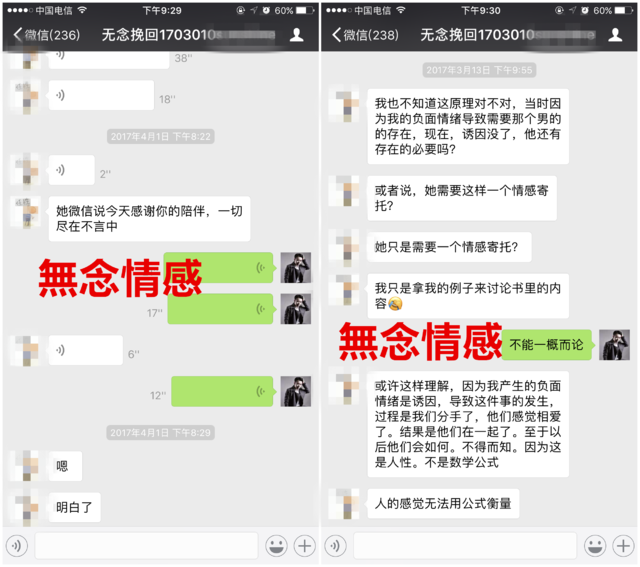 中国电信
下午9:29
60%
微信(236)
无念挽回1703010
38''
18''
2017年4月1日 下午8:22
2''
她微信说今天感谢你的陪伴，一切
尽在不言中
無念情感
17''
6''
12''
2017年4月1日 下午8:29
嗯
明白了
中国电信
下午9:30
60%
微信(238)
无念挽回1703010
2017年3月13日 下午9:55
我也不知道这原理对不对，当时因
为我的负面情绪导致需要那个男的
的存在，现在，诱因没了，他还有
存在的必要吗？
或者说，她需要这样一个情感寄
托？
她只是需要一个情感寄托？
我只是拿我的例子来讨论书里的内
容
無念情感
不能一概而论
或许这样理解，因为我产生的负面
情绪是诱因，导致这件事的发生，
过程是我们分手了，他们感觉相爱
了。结果是他们在一起了。至于以
后他们会如何。不得而知。因为这
是人性。不是数学公式
人的感觉无法用公式衡量